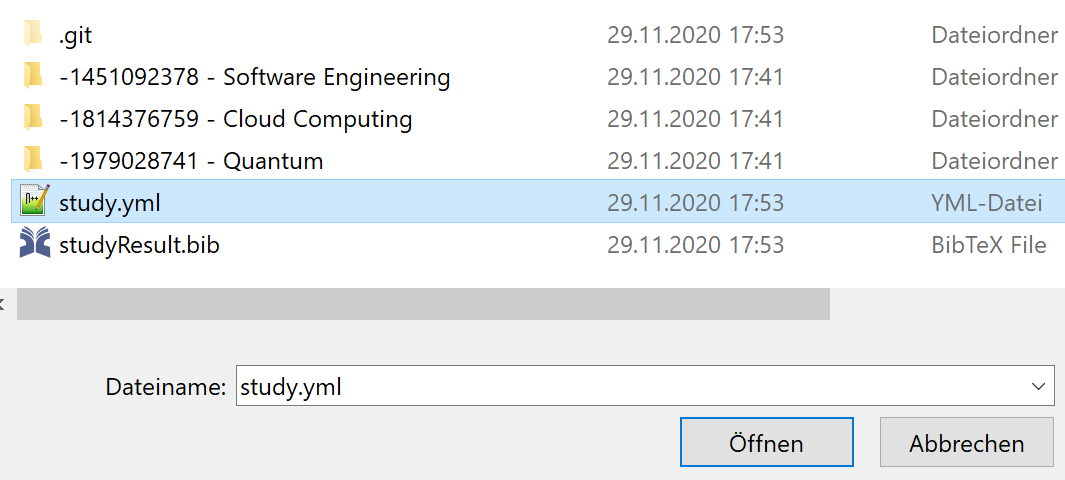 .git 29.11.2020 17:53 Dateiordner
-1451092378 - Software Engineering 29.11.2020 17:41 Dateiordner
-1814376759 - Cloud Computing 29.11.2020 17:41 Dateiordner
-1979028741 - Quantum 29.11.2020 17:41 Dateiordner
study.yml 29.11.2020 17:53 YML-Datei
studyResult.bib 29.11.2020 17:53 BibTeX File
Dateiname: study.yml
Öffnen Abbrechen